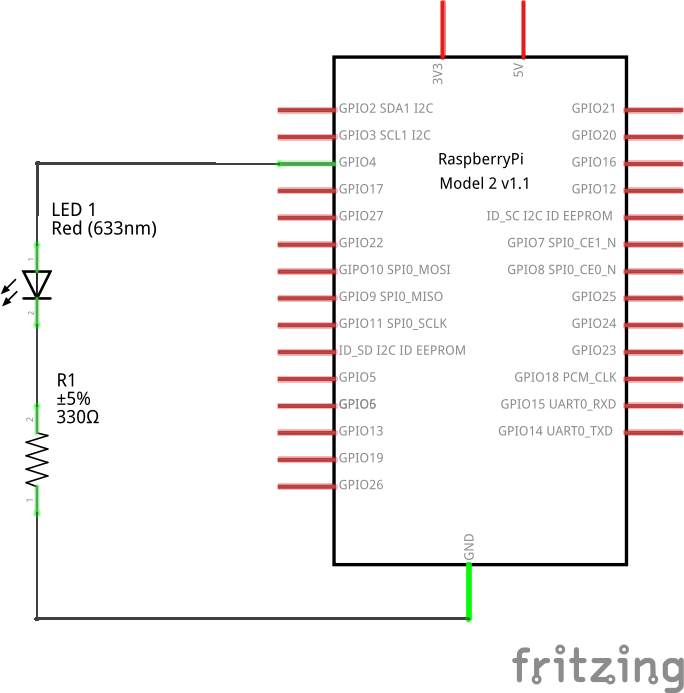 3V3
5V
GPIO2 SDA1 I2C
GPIO3 SCL1 I2C
GPIO4
GPIO17
GPIO27
GPIO22
GIPO10 SPI0_MOSI
GPIO9 SPI0_MISO
GPIO11 SPI0_SCLK
ID_SD I2C ID EEPROM
GPIO5
GPIO6
GPIO13
GPIO19
GPIO26
RaspberryPi
Model 2 v1.1
GPIO21
GPIO20
GPIO16
GPIO12
ID_SC I2C ID EEPROM
GPIO7 SPI0_CE1_N
GPIO8 SPI0_CE0_N
GPIO25
GPIO24
GPIO23
GPIO18 PCM_CLK
GPIO15 UART0_RXD
GPIO14 UART0_TXD
GND
LED 1
Red (633nm)
1
2
R1
±5%
330Ω
2
1
fritzing